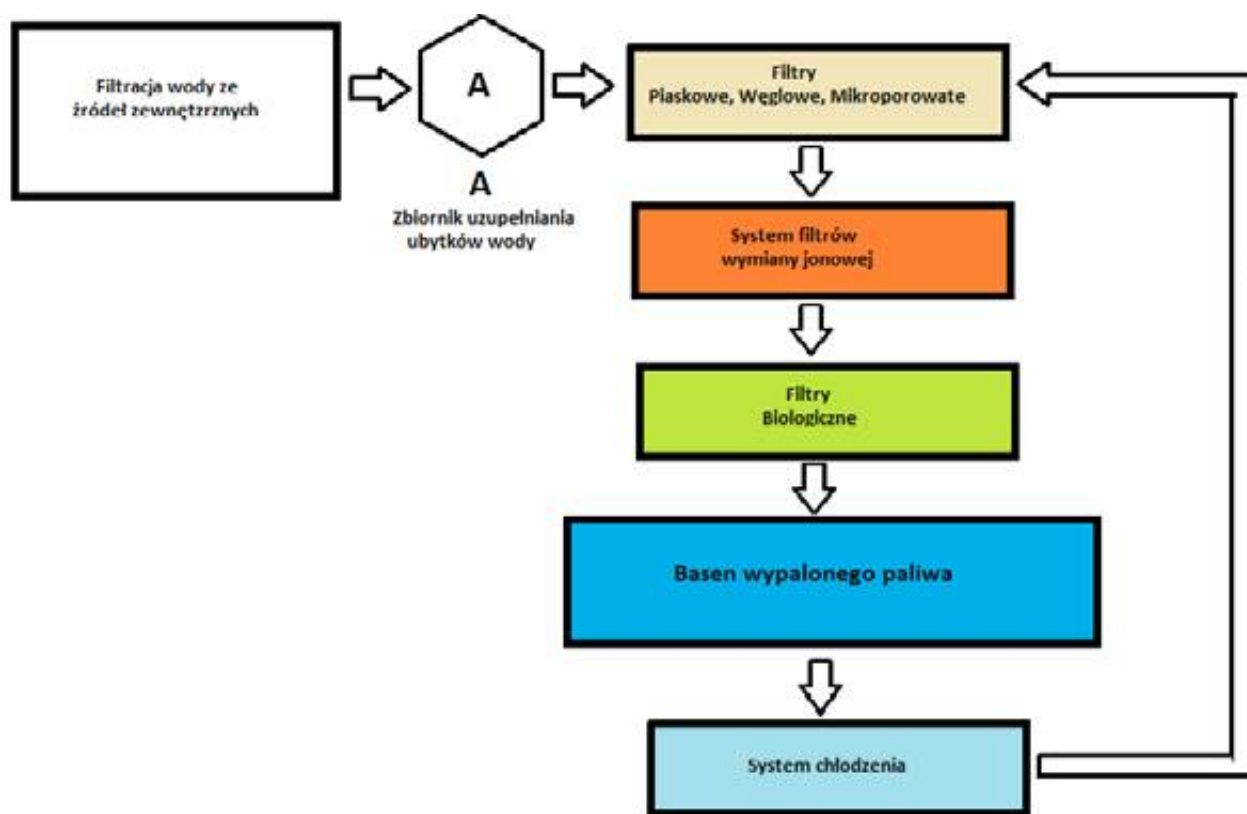 Filtracja wody ze
źródeł zewnętrznych
A
A
Zbiornik uzupełniania
ubytków wody
Filtry
Piaskowe, Węglowe, Mikroporowate
System filtrów
wymiany jonowej
Filtry
Biologiczne
Basen wypalonego paliwa
System chłodzenia